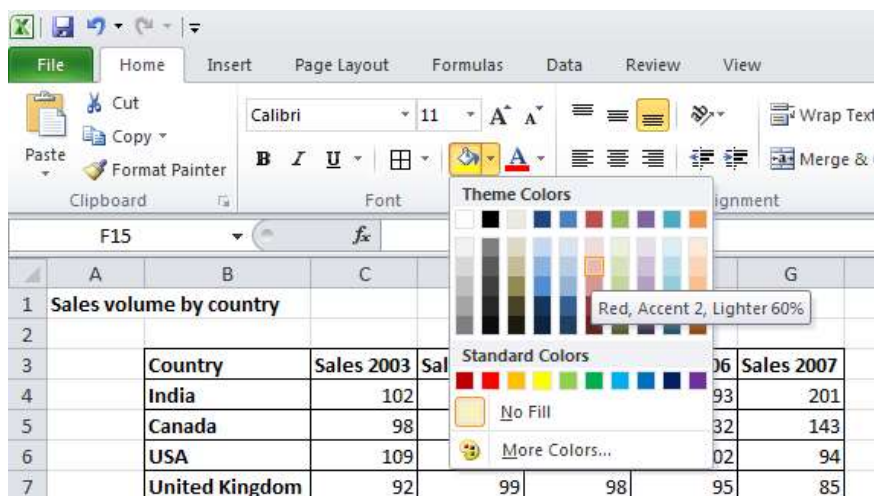 File Home Insert Page Layout Formulas Data Review View
Cut
Calibri 11 A A Wrap Text
Copy
Paste
Format Painter B I U A Merge &
Clipboard Font
Theme Colors
F15 fx
A B C G
1 Sales volume by country
Red, Accent 2, Lighter 60%
2
Standard Colors
3 Country Sales 2003 Sal 06 Sales 2007
4 India 102 93 201
No Fill
5 Canada 98 32 143
6 USA 109 02 94
More Colors...
7 United Kingdom 92 99 98 95 85